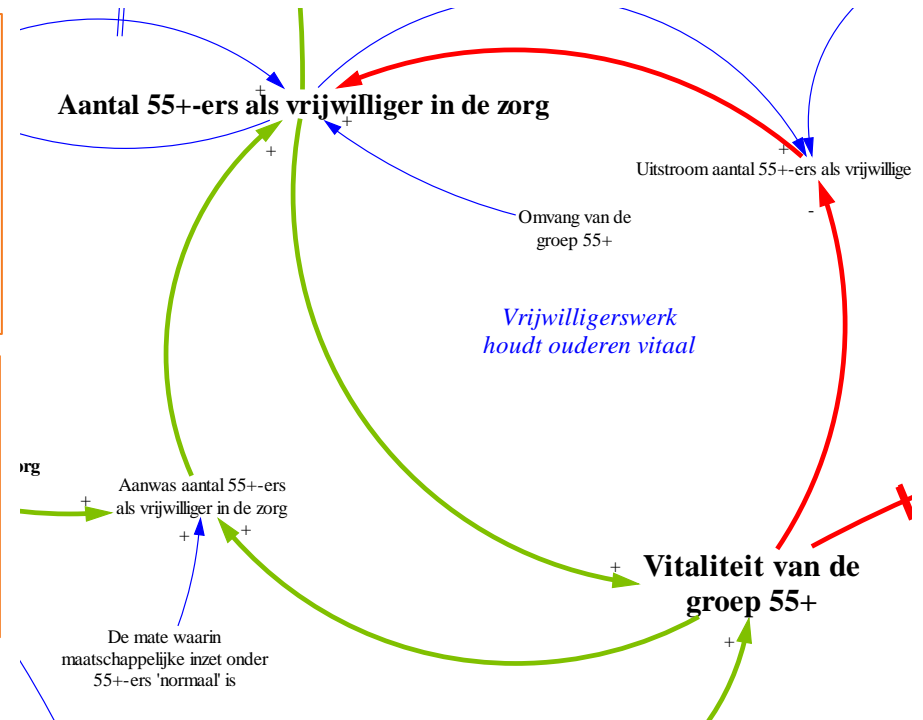 +
Aantal 55+-ers als vrijwilliger in de zorg
+
+
+
Uitstroom aantal 55+-ers als vrijwillige
-
Omvang van de
groep 55+
Vrijwilligerswerk
houdt ouderen vitaal
org
+
Aanwas aantal 55+-ers
als vrijwilliger in de zorg
+
+
+
Vitaliteit van de
groep 55+
+
De mate waarin
maatschappelijke inzet onder
55+-ers 'normaal' is